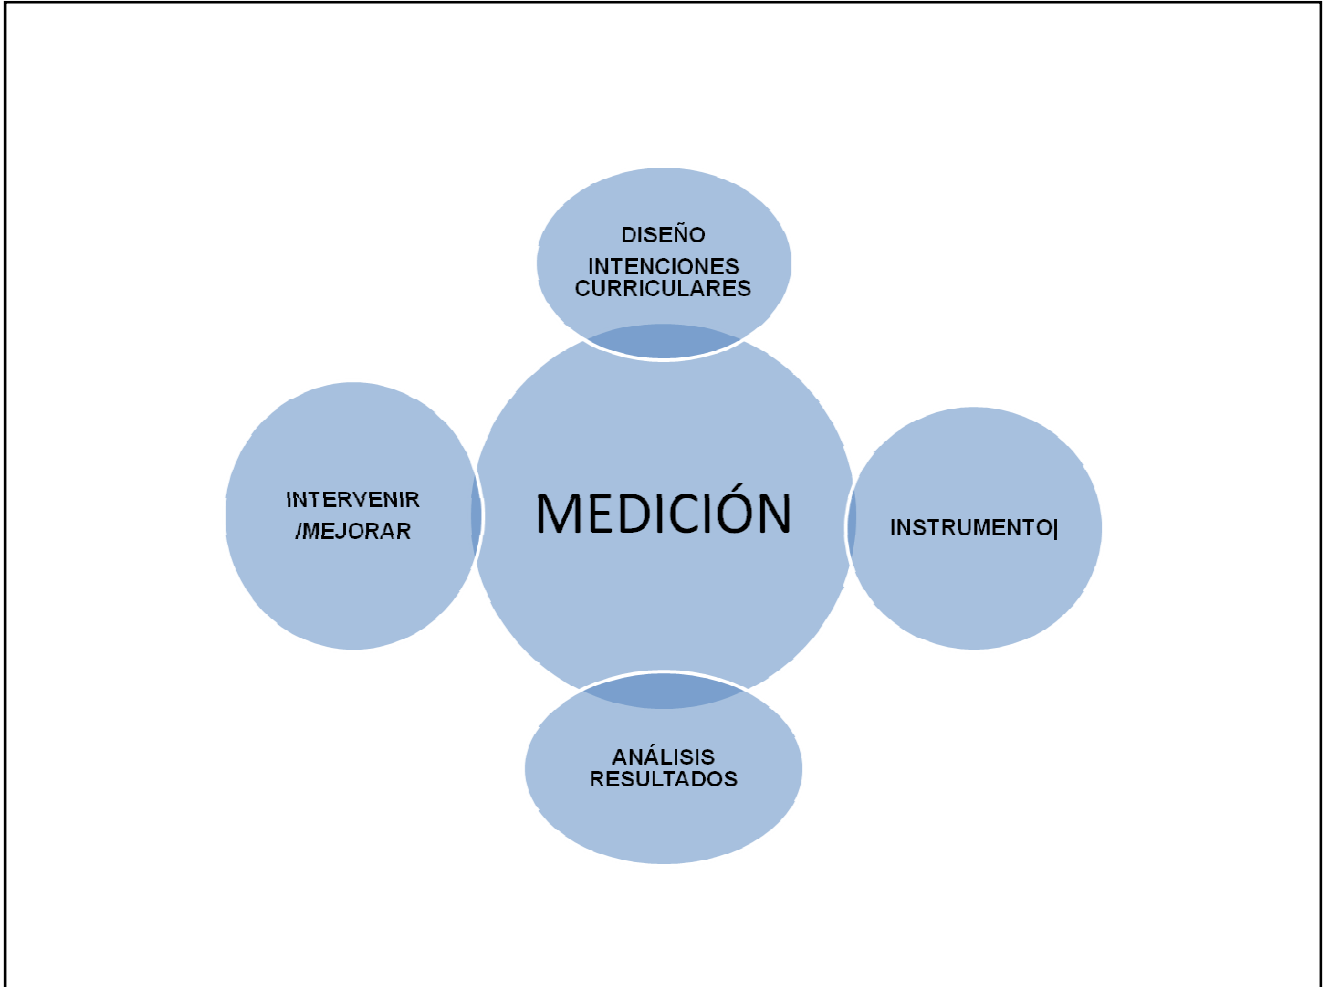 DISEÑO
INTENCIONES
CURRICULARES
INTERVENIR
/MEJORAR
MEDICIÓN
INSTRUMENTO|
ANÁLISIS
RESULTADOS